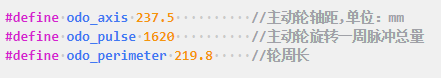 #define odo_axis 237.5 //主动轮轴距,单位：mm
#define odo_pulse 1620 //主动轮旋转一周脉冲总量
#define odo_perimeter 219.8 //轮周长